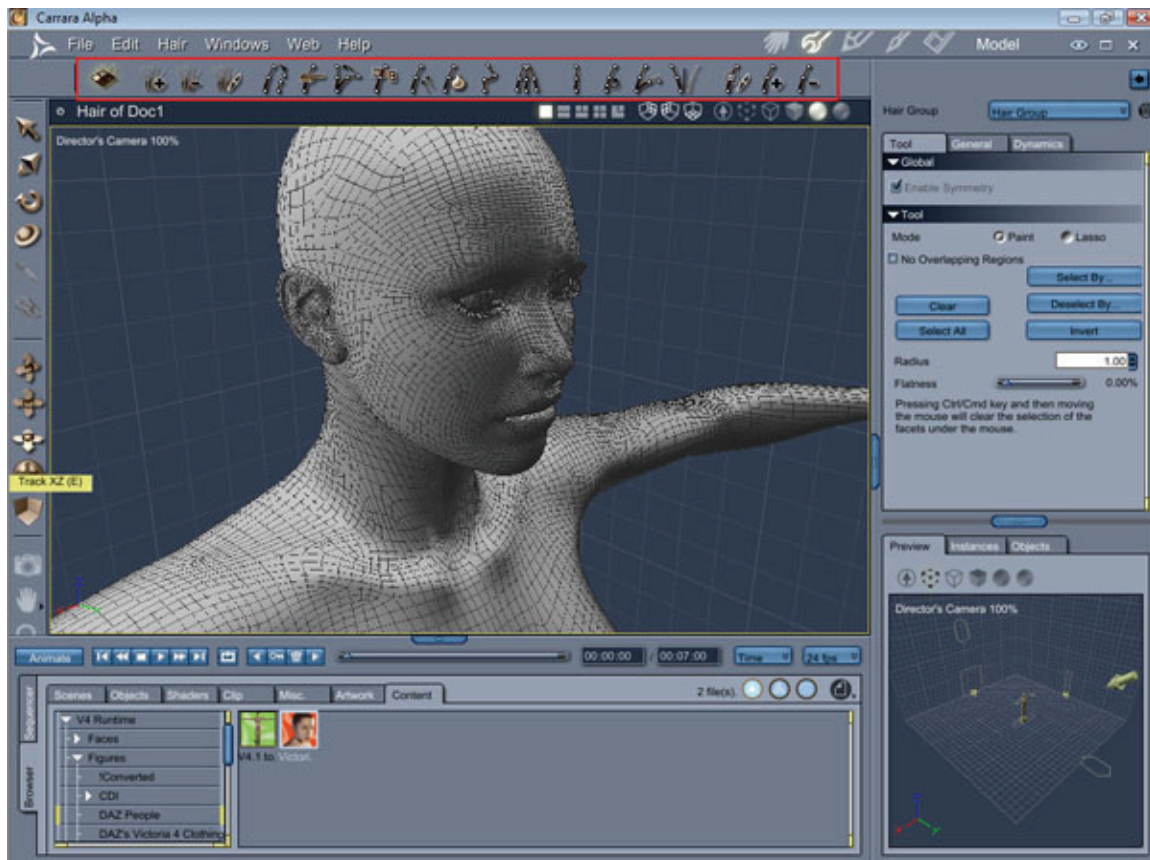 Carrara Alpha
File Edit Hair Windows Web Help
Model
Hair of Doc1
Director's Camera 100%
Hair Group
Hair Group
Tool General Dynamics
Global
Enable Symmetry
Tool
Mode Paint Lasso
No Overlapping Regions
Select By...
Clear Deselect By...
Select All Invert
Radius 1.00
Flatness 0.00%
Pressing Ctrl/Cmd key and then moving
the mouse will clear the selection of the
facets under the mouse.
Track XZ (E)
Preview Instances Objects
Director's Camera 100%
Animate 00:00:00 / 00:07:00 Time 24 fps
Sequencer
Browser
Scenes Objects Shaders Clip Misc. Artwork Content 2 file(s).
V4 Runtime
Faces
Figures
!Converted
CDI
DAZ People
DAZ's Victoria 4 Clothing
V4.1 to. Victori.